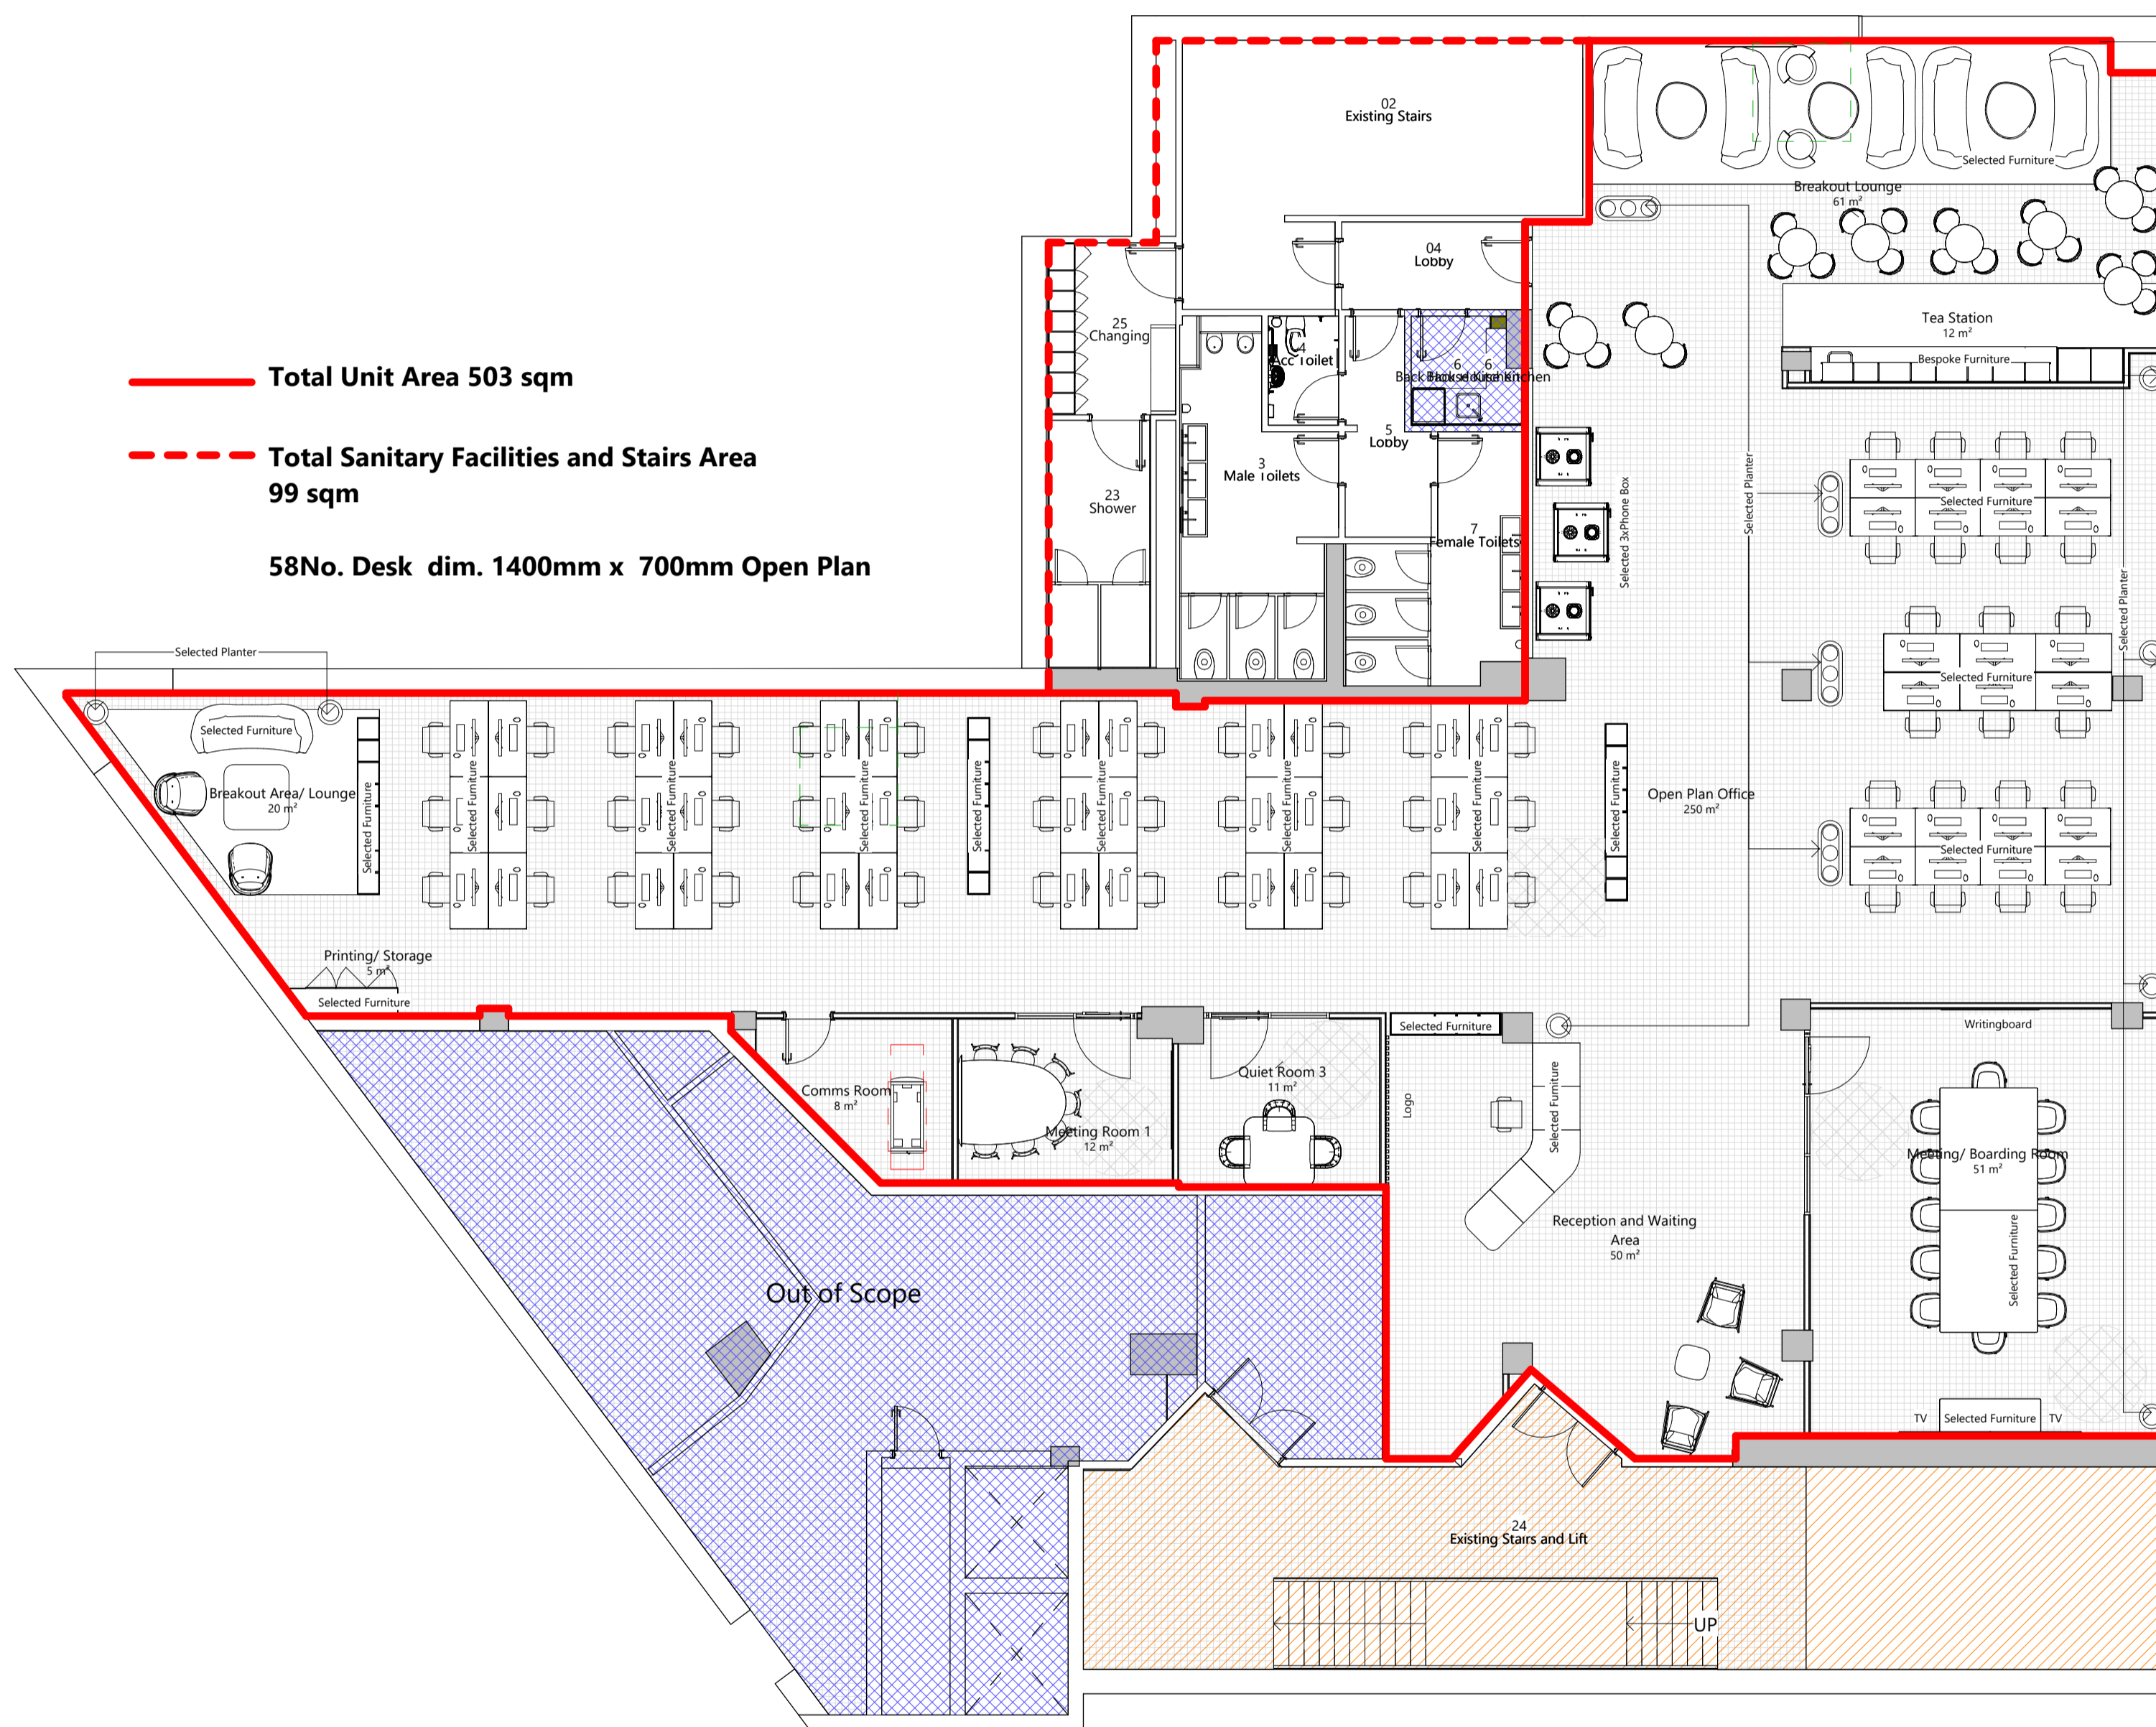 02
Existing Stairs
Selected Furniture
Breakout Lounge
61 m²
04
Lobby
25
Changing
4
Acc Toilet
Tea Station
12 m²
Bespoke Furniture
Total Unit Area 503 sqm
6
6
Back House Kitchen
5
Lobby
Total Sanitary Facilities and Stairs Area
99 sqm
3
Male Toilets
23
Shower
7
Female Toilets
Selected 3xPhone Box
Selected Planter
Selected Furniture
58No. Desk dim. 1400mm x 700mm Open Plan
Selected Planter
Selected Furniture
Selected Planter
Selected Furniture
Breakout Area/ Lounge
20 m²
Selected Furniture
Selected Furniture
Selected Furniture
Selected Furniture
Selected Furniture
Selected Furniture
Selected Furniture
Selected Furniture
Selected Furniture
Open Plan Office
250 m²
Selected Furniture
Printing/ Storage
5 m²
Selected Furniture
Selected Furniture
Writingboard
Comms Room
8 m²
Meeting Room 1
12 m²
Quiet Room 3
11 m²
Logo
Selected Furniture
Meeting/ Boarding Room
51 m²
Selected Furniture
Reception and Waiting
Area
50 m²
Out of Scope
TV
Selected Furniture
TV
24
Existing Stairs and Lift
UP